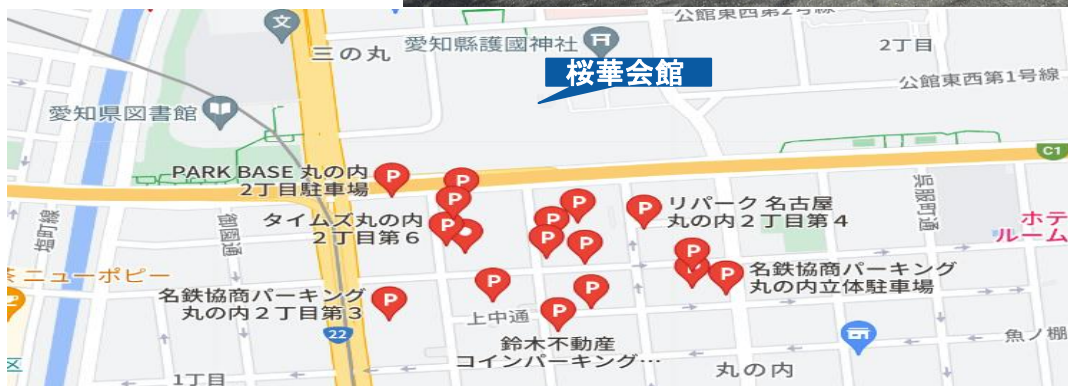 公館東西第2号線
三の丸
愛知縣護國神社
2丁目
桜華会館
公館東西第1号線
愛知県図書館
C1
PARK BASE 丸の内
2丁目駐車場
リパーク 名古屋
丸の内2丁目第4
呉服町通
塩町線
御園通
タイムズ丸の内
2丁目第6
ホテ
ルーム
ニューポピー
名鉄協商パーキング
丸の内立体駐車場
名鉄協商パーキング
丸の内2丁目第3
上中通
22
鈴木不動産
コインパーキング…
魚ノ棚
区
1丁目
丸の内